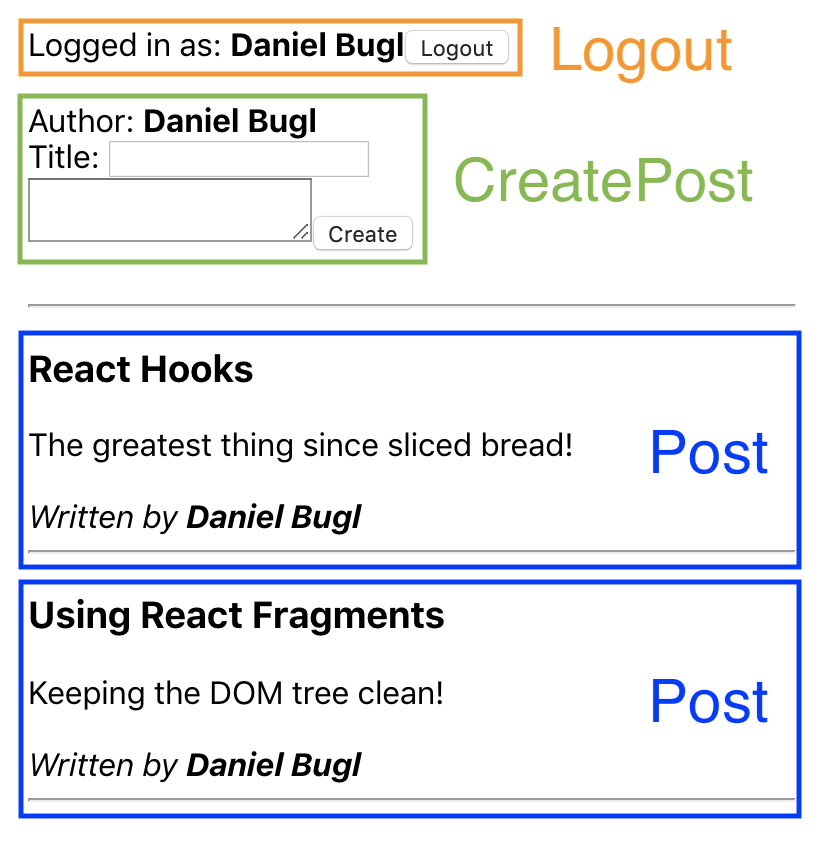 Logged in as: Daniel Bugl Logout Logout
Author: Daniel Bugl
Title:
CreatePost
Create
React Hooks
The greatest thing since sliced bread!
Post
Written by Daniel Bugl
Using React Fragments
Keeping the DOM tree clean!
Post
Written by Daniel Bugl